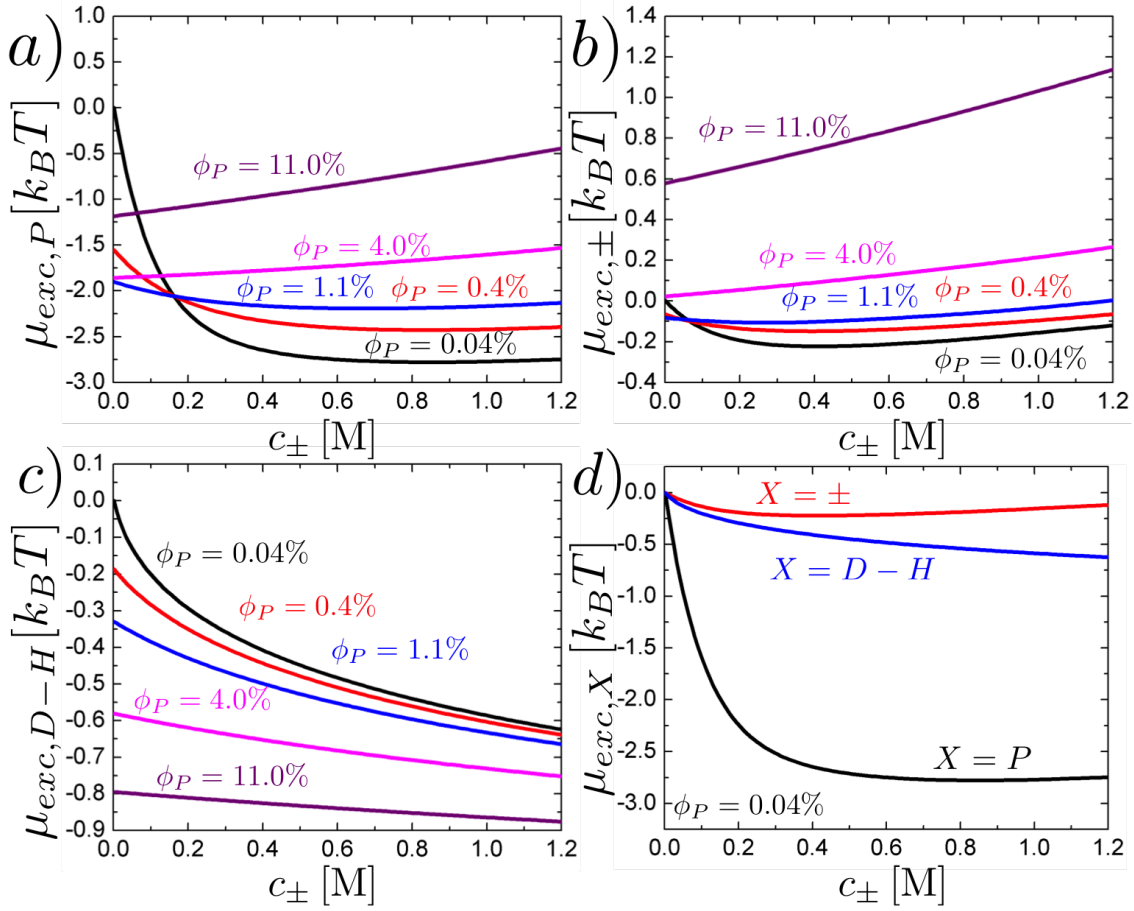 a)
μ_{exc,P} [k_B T]
1.0
0.5
0.0
-0.5
-1.0
-1.5
-2.0
-2.5
-3.0
ϕ_P = 11.0%
ϕ_P = 4.0%
ϕ_P = 1.1%
ϕ_P = 0.4%
ϕ_P = 0.04%
0.0 0.2 0.4 0.6 0.8 1.0 1.2
c_± [M]
b)
μ_{exc,±} [k_B T]
1.4
1.2
1.0
0.8
0.6
0.4
0.2
0.0
-0.2
-0.4
ϕ_P = 11.0%
ϕ_P = 4.0%
ϕ_P = 1.1%
ϕ_P = 0.4%
ϕ_P = 0.04%
0.0 0.2 0.4 0.6 0.8 1.0 1.2
c_± [M]
c)
μ_{exc,D−H} [k_B T]
0.1
0.0
-0.1
-0.2
-0.3
-0.4
-0.5
-0.6
-0.7
-0.8
-0.9
ϕ_P = 0.04%
ϕ_P = 0.4%
ϕ_P = 1.1%
ϕ_P = 4.0%
ϕ_P = 11.0%
0.0 0.2 0.4 0.6 0.8 1.0 1.2
c_± [M]
d)
μ_{exc,X} [k_B T]
0.0
-0.5
-1.0
-1.5
-2.0
-2.5
-3.0
X = ±
X = D − H
X = P
ϕ_P = 0.04%
0.0 0.2 0.4 0.6 0.8 1.0 1.2
c_± [M]